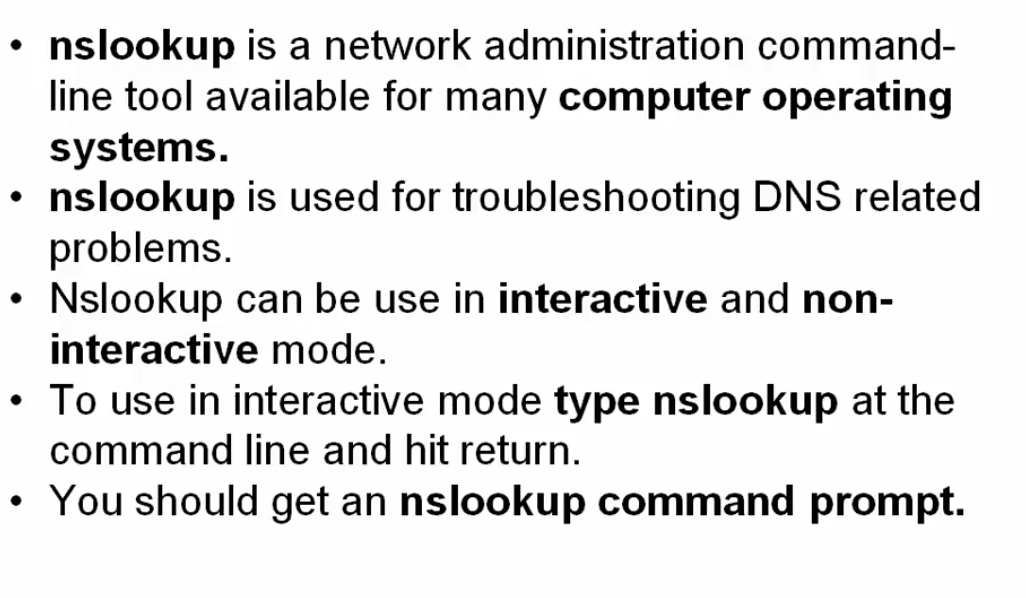 • nslookup is a network administration command-
line tool available for many computer operating
systems.
• nslookup is used for troubleshooting DNS related
problems.
• Nslookup can be use in interactive and non-
interactive mode.
• To use in interactive mode type nslookup at the
command line and hit return.
• You should get an nslookup command prompt.